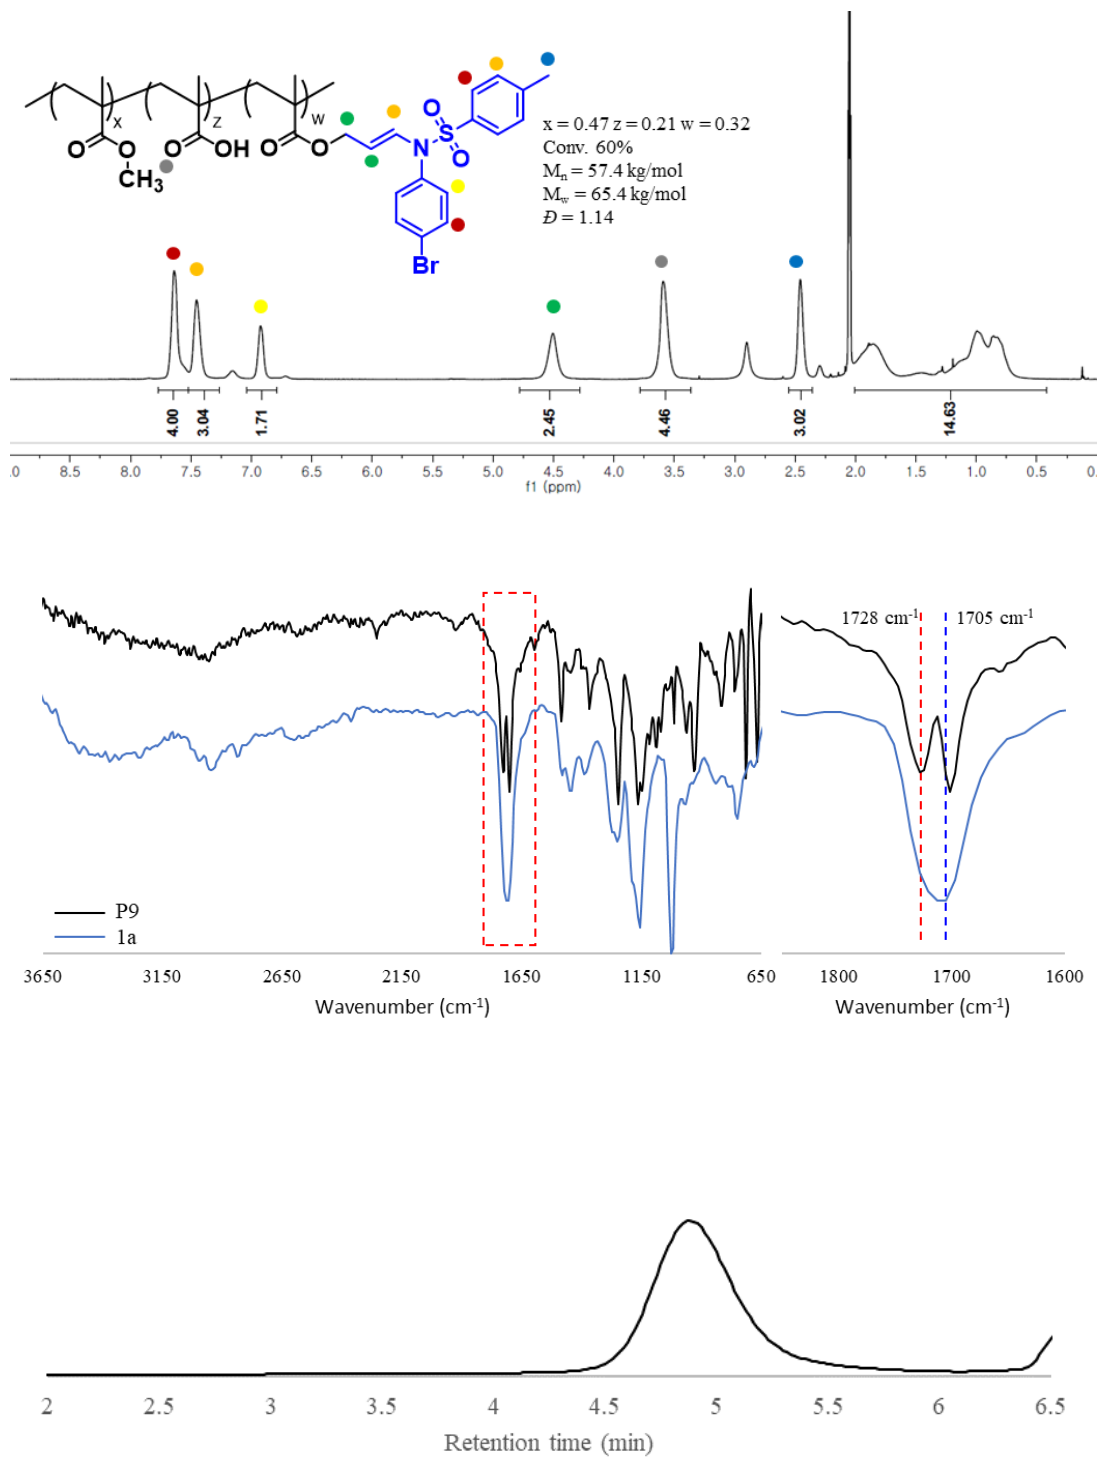 O
O
CH₃
x
O
OH
z
O
O
w
N
S
O
O
Br
x = 0.47 z = 0.21 w = 0.32
Conv. 60%
Mₙ = 57.4 kg/mol
M_w = 65.4 kg/mol
Đ = 1.14
4.00 3.04 1.71 2.45 4.46 3.02 14.63
.0 8.5 8.0 7.5 7.0 6.5 6.0 5.5 5.0 4.5 4.0 3.5 3.0 2.5 2.0 1.5 1.0 0.5 0.
f1 (ppm)
1728 cm⁻¹ 1705 cm⁻¹
P9
1a
3650 3150 2650 2150 1650 1150 650 1800 1700 1600
Wavenumber (cm⁻¹) Wavenumber (cm⁻¹)
2 2.5 3 3.5 4 4.5 5 5.5 6 6.5
Retention time (min)